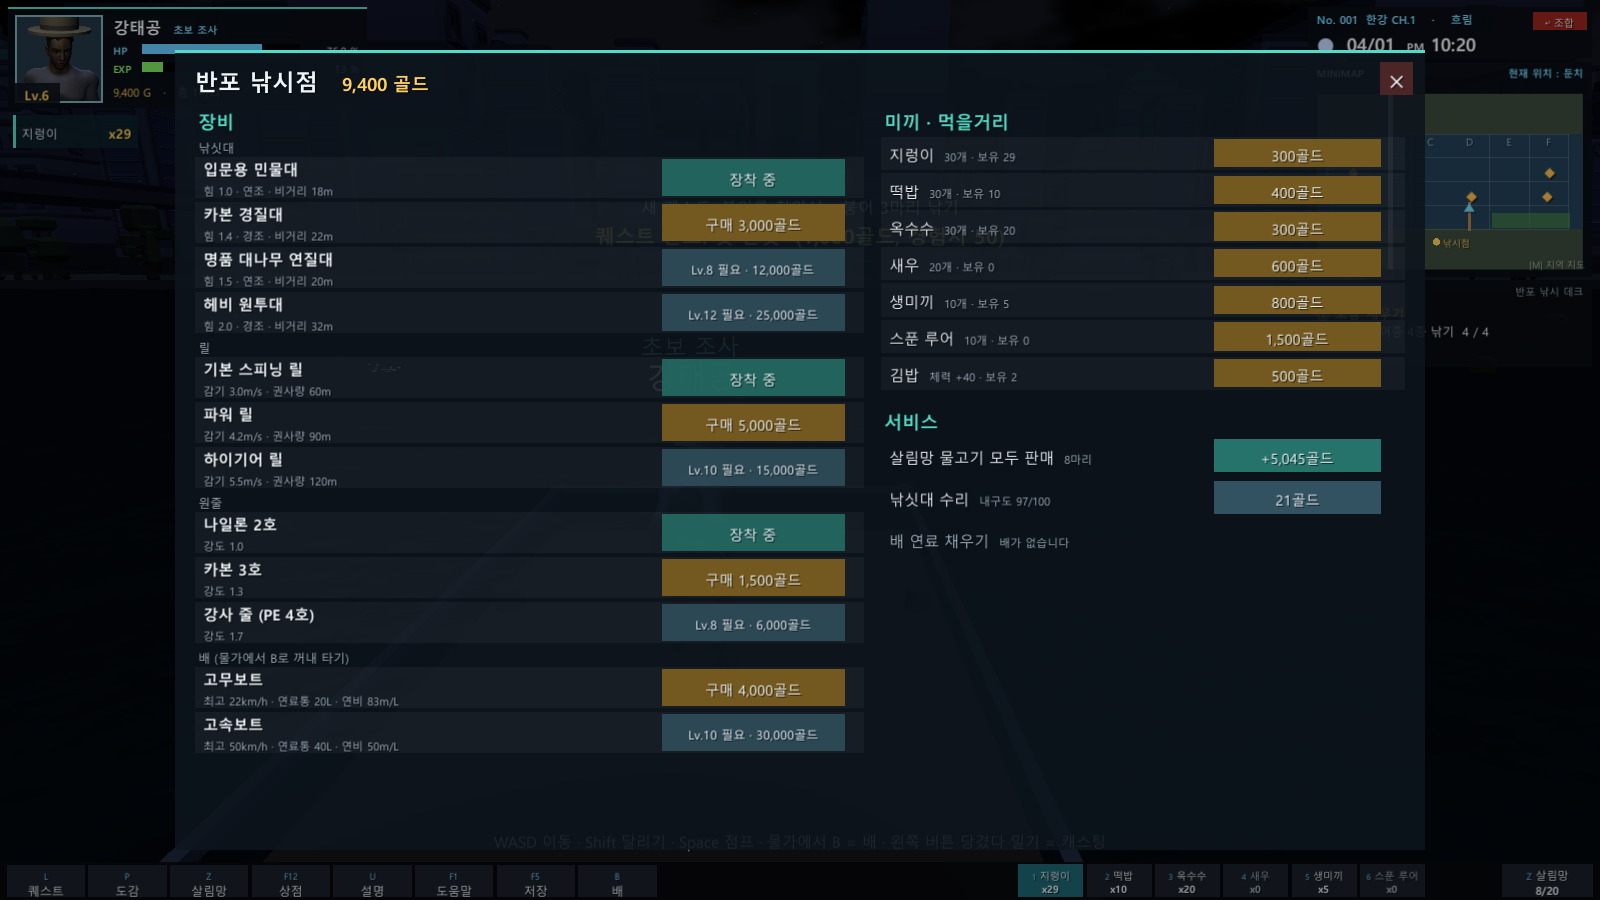 강태공 초보 조사
HP
EXP
Lv.6
9,400 G ·
지렁이 x29
No. 001 한강 CH.1 · 흐림
조합
04/01 PM 10:20
MINIMAP
현재 위치 : 둔치
C D E F
낚시점
[M] 지역 지도
반포 낚시 데크
낚기 4 / 4
반포 낚시점 9,400 골드
×
장비
낚싯대
입문용 민물대
힘 1.0 · 연조 · 비거리 18m
장착 중
카본 경질대
힘 1.4 · 경조 · 비거리 22m
구매 3,000골드
명품 대나무 연질대
힘 1.5 · 연조 · 비거리 20m
Lv.8 필요 · 12,000골드
헤비 원투대
힘 2.0 · 경조 · 비거리 32m
Lv.12 필요 · 25,000골드
릴
기본 스피닝 릴
감기 3.0m/s · 권사량 60m
장착 중
파워 릴
감기 4.2m/s · 권사량 90m
구매 5,000골드
하이기어 릴
감기 5.5m/s · 권사량 120m
Lv.10 필요 · 15,000골드
원줄
나일론 2호
강도 1.0
장착 중
카본 3호
강도 1.3
구매 1,500골드
강사 줄 (PE 4호)
강도 1.7
Lv.8 필요 · 6,000골드
배 (물가에서 B로 꺼내 타기)
고무보트
최고 22km/h · 연료통 20L · 연비 83m/L
구매 4,000골드
고속보트
최고 50km/h · 연료통 40L · 연비 50m/L
Lv.10 필요 · 30,000골드
미끼 · 먹을거리
지렁이 30개 · 보유 29 300골드
떡밥 30개 · 보유 10 400골드
옥수수 30개 · 보유 20 300골드
새우 20개 · 보유 0 600골드
생미끼 10개 · 보유 5 800골드
스푼 루어 10개 · 보유 0 1,500골드
김밥 체력 +40 · 보유 2 500골드
서비스
살림망 물고기 모두 판매 8마리 +5,045골드
낚싯대 수리 내구도 97/100 21골드
배 연료 채우기 배가 없습니다
초보 조사
WASD 이동 · Shift 달리기 · Space 점프 · 물가에서 B = 배 · 왼쪽 버튼 당겼다 밀기 = 캐스팅
L 퀘스트
P 도감
Z 살림망
F12 상점
U 설명
F1 도움말
F5 저장
B 배
1 지렁이 x29
2 떡밥 x10
3 옥수수 x20
4 새우 x0
5 생미끼 x5
6 스푼 루어 x0
Z 살림망 8/20